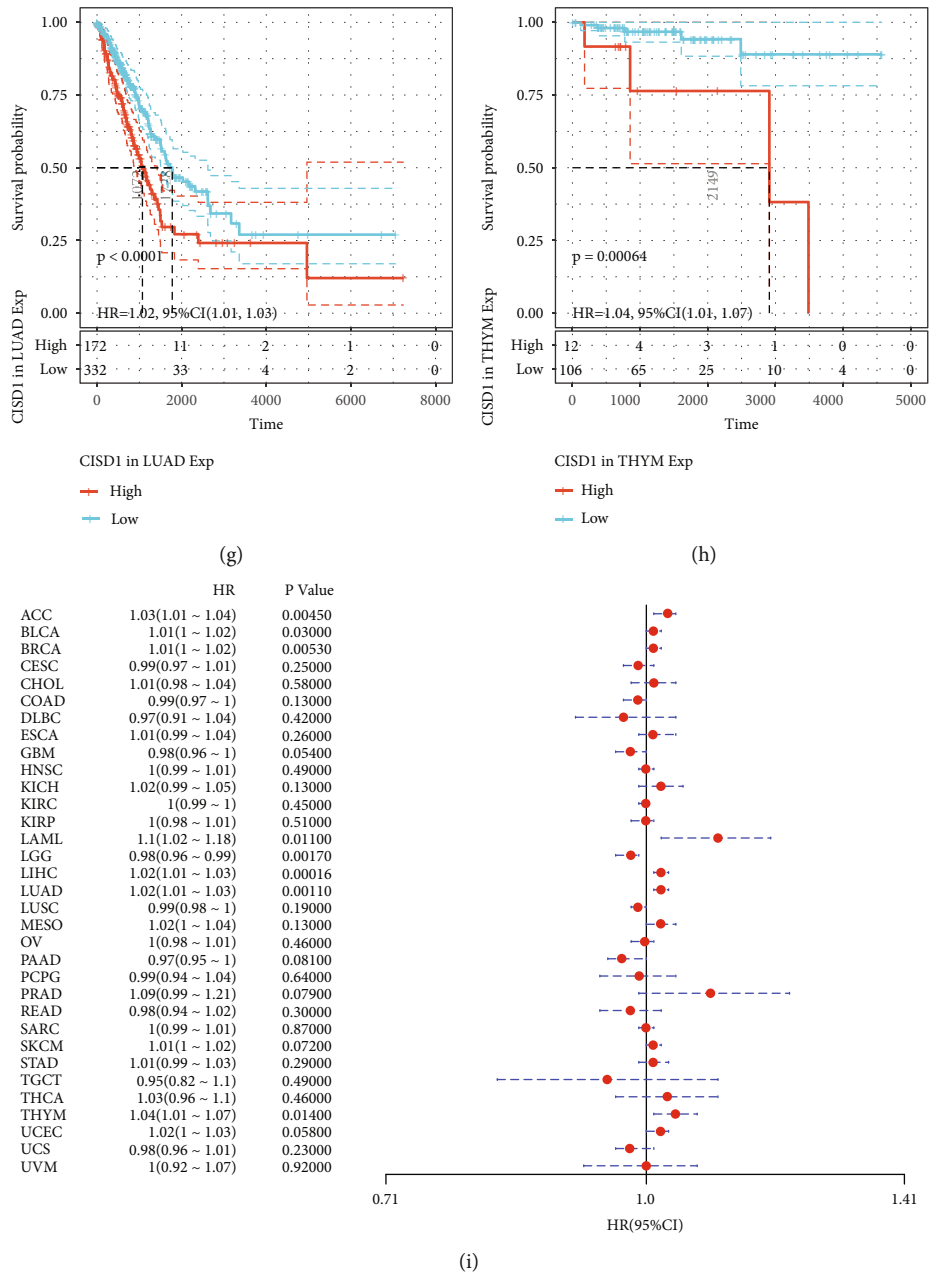 1.00
0.75
0.50
0.25
0.00
Survival probability
1073
p < 0.0001
HR=1.02, 95%CI(1.01, 1.03)
CISD1 in LUAD Exp
High 172 11 2 1 0
Low 332 33 4 2 0
0 2000 4000 6000 8000
Time
CISD1 in LUAD Exp
High
Low
(g)
1.00
0.75
0.50
0.25
0.00
Survival probability
2149
p = 0.00064
HR=1.04, 95%CI(1.01, 1.07)
CISD1 in THYM Exp
High 12 4 3 1 0 0
Low 106 65 25 10 4 0
0 1000 2000 3000 4000 5000
Time
CISD1 in THYM Exp
High
Low
(h)
HR P Value
ACC 1.03(1.01 ~ 1.04) 0.00450
BLCA 1.01(1 ~ 1.02) 0.03000
BRCA 1.01(1 ~ 1.02) 0.00530
CESC 0.99(0.97 ~ 1.01) 0.25000
CHOL 1.01(0.98 ~ 1.04) 0.58000
COAD 0.99(0.97 ~ 1) 0.13000
DLBC 0.97(0.91 ~ 1.04) 0.42000
ESCA 1.01(0.99 ~ 1.04) 0.26000
GBM 0.98(0.96 ~ 1) 0.05400
HNSC 1(0.99 ~ 1.01) 0.49000
KICH 1.02(0.99 ~ 1.05) 0.13000
KIRC 1(0.99 ~ 1) 0.45000
KIRP 1(0.98 ~ 1.01) 0.51000
LAML 1.1(1.02 ~ 1.18) 0.01100
LGG 0.98(0.96 ~ 0.99) 0.00170
LIHC 1.02(1.01 ~ 1.03) 0.00016
LUAD 1.02(1.01 ~ 1.03) 0.00110
LUSC 0.99(0.98 ~ 1) 0.19000
MESO 1.02(1 ~ 1.04) 0.13000
OV 1(0.98 ~ 1.01) 0.46000
PAAD 0.97(0.95 ~ 1) 0.08100
PCPG 0.99(0.94 ~ 1.04) 0.64000
PRAD 1.09(0.99 ~ 1.21) 0.07900
READ 0.98(0.94 ~ 1.02) 0.30000
SARC 1(0.99 ~ 1.01) 0.87000
SKCM 1.01(1 ~ 1.02) 0.07200
STAD 1.01(0.99 ~ 1.03) 0.29000
TGCT 0.95(0.82 ~ 1.1) 0.49000
THCA 1.03(0.96 ~ 1.1) 0.46000
THYM 1.04(1.01 ~ 1.07) 0.01400
UCEC 1.02(1 ~ 1.03) 0.05800
UCS 0.98(0.96 ~ 1.01) 0.23000
UVM 1(0.92 ~ 1.07) 0.92000
0.71 1.0 1.41
HR(95%CI)
(i)